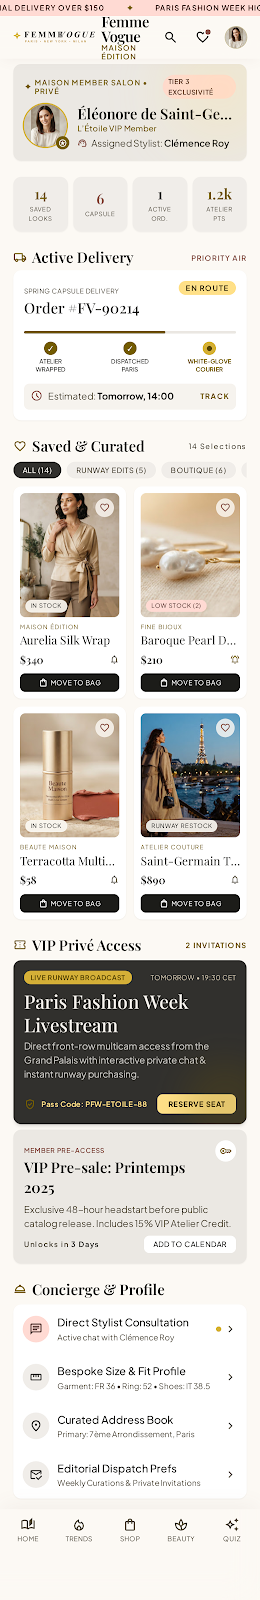 AL DELIVERY OVER $150 ✦ PARIS FASHION WEEK HIG
FEMMEVOGUE
PARIS • NEW YORK • MILAN
Femme
Vogue
MAISON
ÉDITION
✦ MAISON MEMBER SALON •
PRIVÉ
TIER 3
EXCLUSIVITÉ
Éléonore de Saint-Ge...
L'Étoile VIP Member
Assigned Stylist: Clémence Roy
14
SAVED
LOOKS
6
CAPSULE
1
ACTIVE
ORD.
1.2k
ATELIER
PTS
Active Delivery
PRIORITY AIR
SPRING CAPSULE DELIVERY
EN ROUTE
Order #FV-90214
ATELIER
WRAPPED
DISPATCHED
PARIS
WHITE-GLOVE
COURIER
Estimated: Tomorrow, 14:00
TRACK
Saved & Curated
14 Selections
ALL (14)
RUNWAY EDITS (5)
BOUTIQUE (6)
IN STOCK
MAISON ÉDITION
Aurelia Silk Wrap
$340
MOVE TO BAG
LOW STOCK (2)
FINE BIJOUX
Baroque Pearl D...
$210
MOVE TO BAG
Beauté
Maison
IN STOCK
BEAUTE MAISON
Terracotta Multi...
$58
MOVE TO BAG
RUNWAY RESTOCK
ATELIER COUTURE
Saint-Germain T...
$890
MOVE TO BAG
VIP Privé Access
2 INVITATIONS
LIVE RUNWAY BROADCAST
TOMORROW • 19:30 CET
Paris Fashion Week
Livestream
Direct front-row multicam access from the
Grand Palais with interactive private chat &
instant runway purchasing.
Pass Code: PFW-ETOILE-88
RESERVE SEAT
MEMBER PRE-ACCESS
VIP Pre-sale: Printemps
2025
Exclusive 48-hour headstart before public
catalog release. Includes 15% VIP Atelier Credit.
Unlocks in 3 Days
ADD TO CALENDAR
Concierge & Profile
Direct Stylist Consultation
Active chat with Clémence Roy
Bespoke Size & Fit Profile
Garment: FR 36 • Ring: 52 • Shoes: IT 38.5
Curated Address Book
Primary: 7ème Arrondissement, Paris
Editorial Dispatch Prefs
Weekly Curations & Private Invitations
HOME
TRENDS
SHOP
BEAUTY
QUIZ